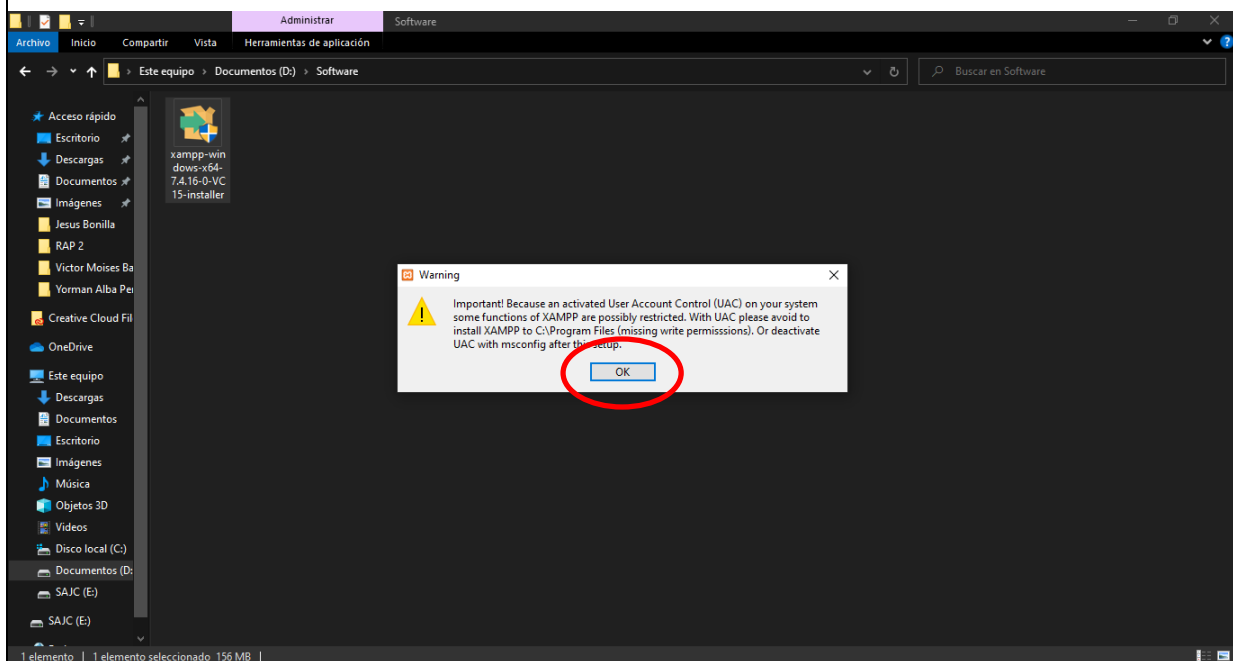 Administrar
Software
Archivo
Inicio
Compartir
Vista
Herramientas de aplicación
Este equipo
Documentos (D:)
Software
Buscar en Software
Acceso rápido
Escritorio
Descargas
Documentos
Imágenes
Jesus Bonilla
RAP 2
Victor Moises Ba
Yorman Alba Per
Creative Cloud Fil
OneDrive
Este equipo
Descargas
Documentos
Escritorio
Imágenes
Música
Objetos 3D
Videos
Disco local (C:)
Documentos (D:
SAJC (E:)
SAJC (E:)
xampp-win
dows-x64-
7.4.16-0-VC
15-installer
Warning
Important! Because an activated User Account Control (UAC) on your system
some functions of XAMPP are possibly restricted. With UAC please avoid to
install XAMPP to C:\Program Files (missing write permisssions). Or deactivate
UAC with msconfig after this setup.
OK
1 elemento
1 elemento seleccionado 156 MB